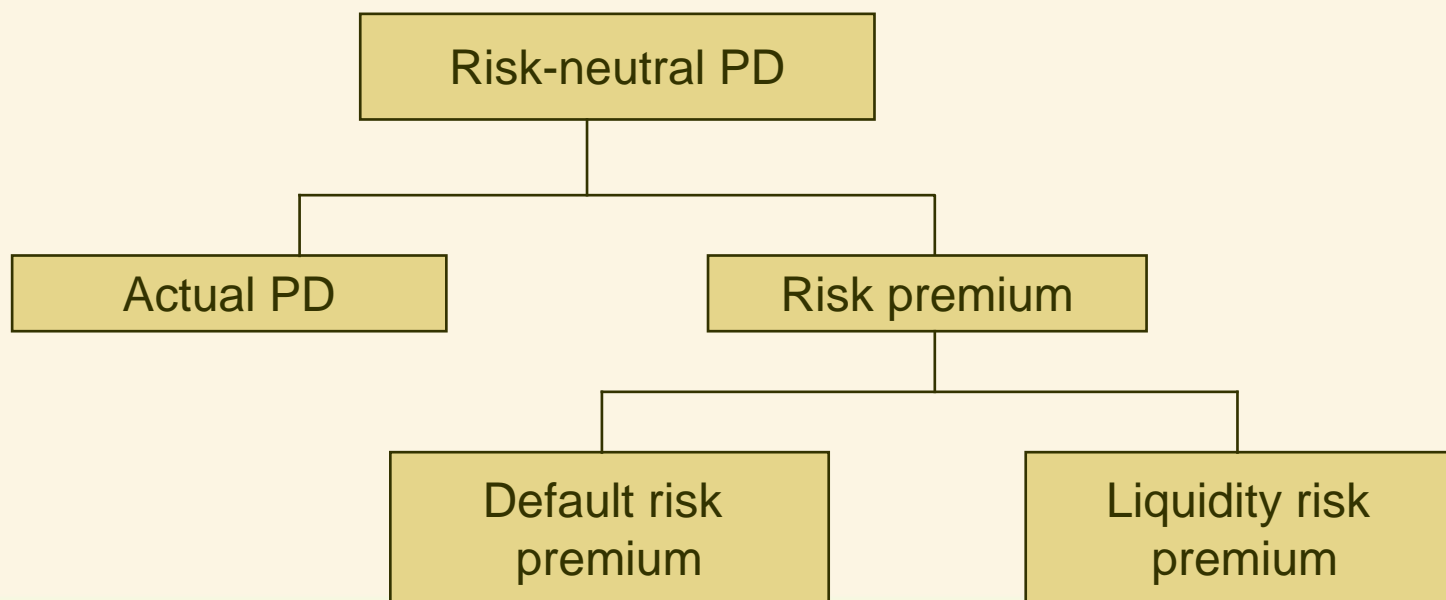 Risk-neutral PD
Actual PD
Risk premium
Default risk
premium
Liquidity risk
premium